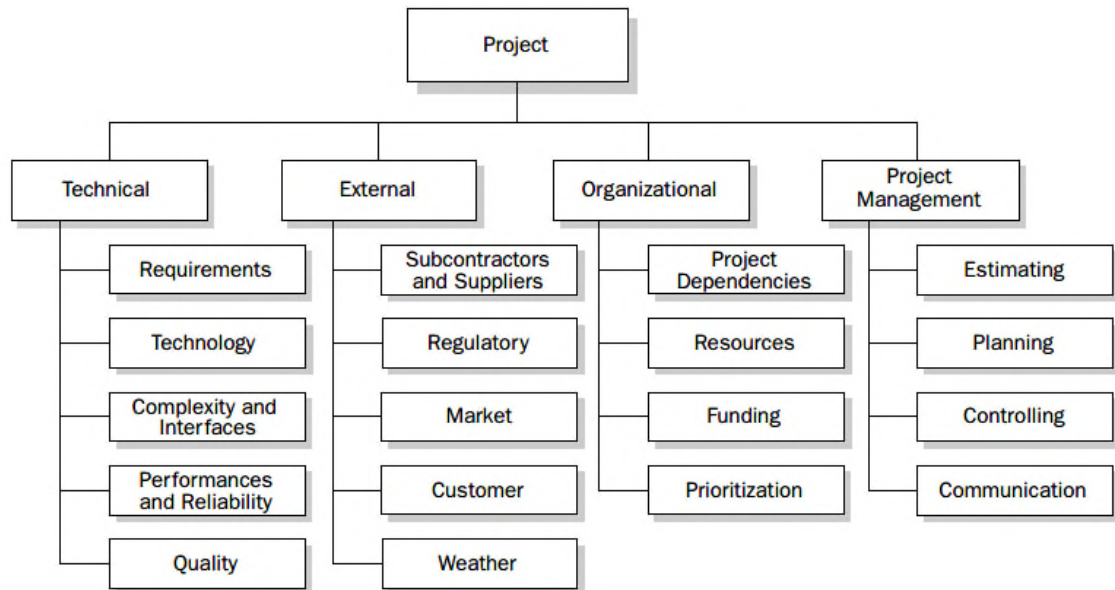 Project
Technical
External
Organizational
Project
Management
Requirements
Technology
Complexity and
Interfaces
Performances
and Reliability
Quality
Subcontractors
and Suppliers
Regulatory
Market
Customer
Weather
Project
Dependencies
Resources
Funding
Prioritization
Estimating
Planning
Controlling
Communication